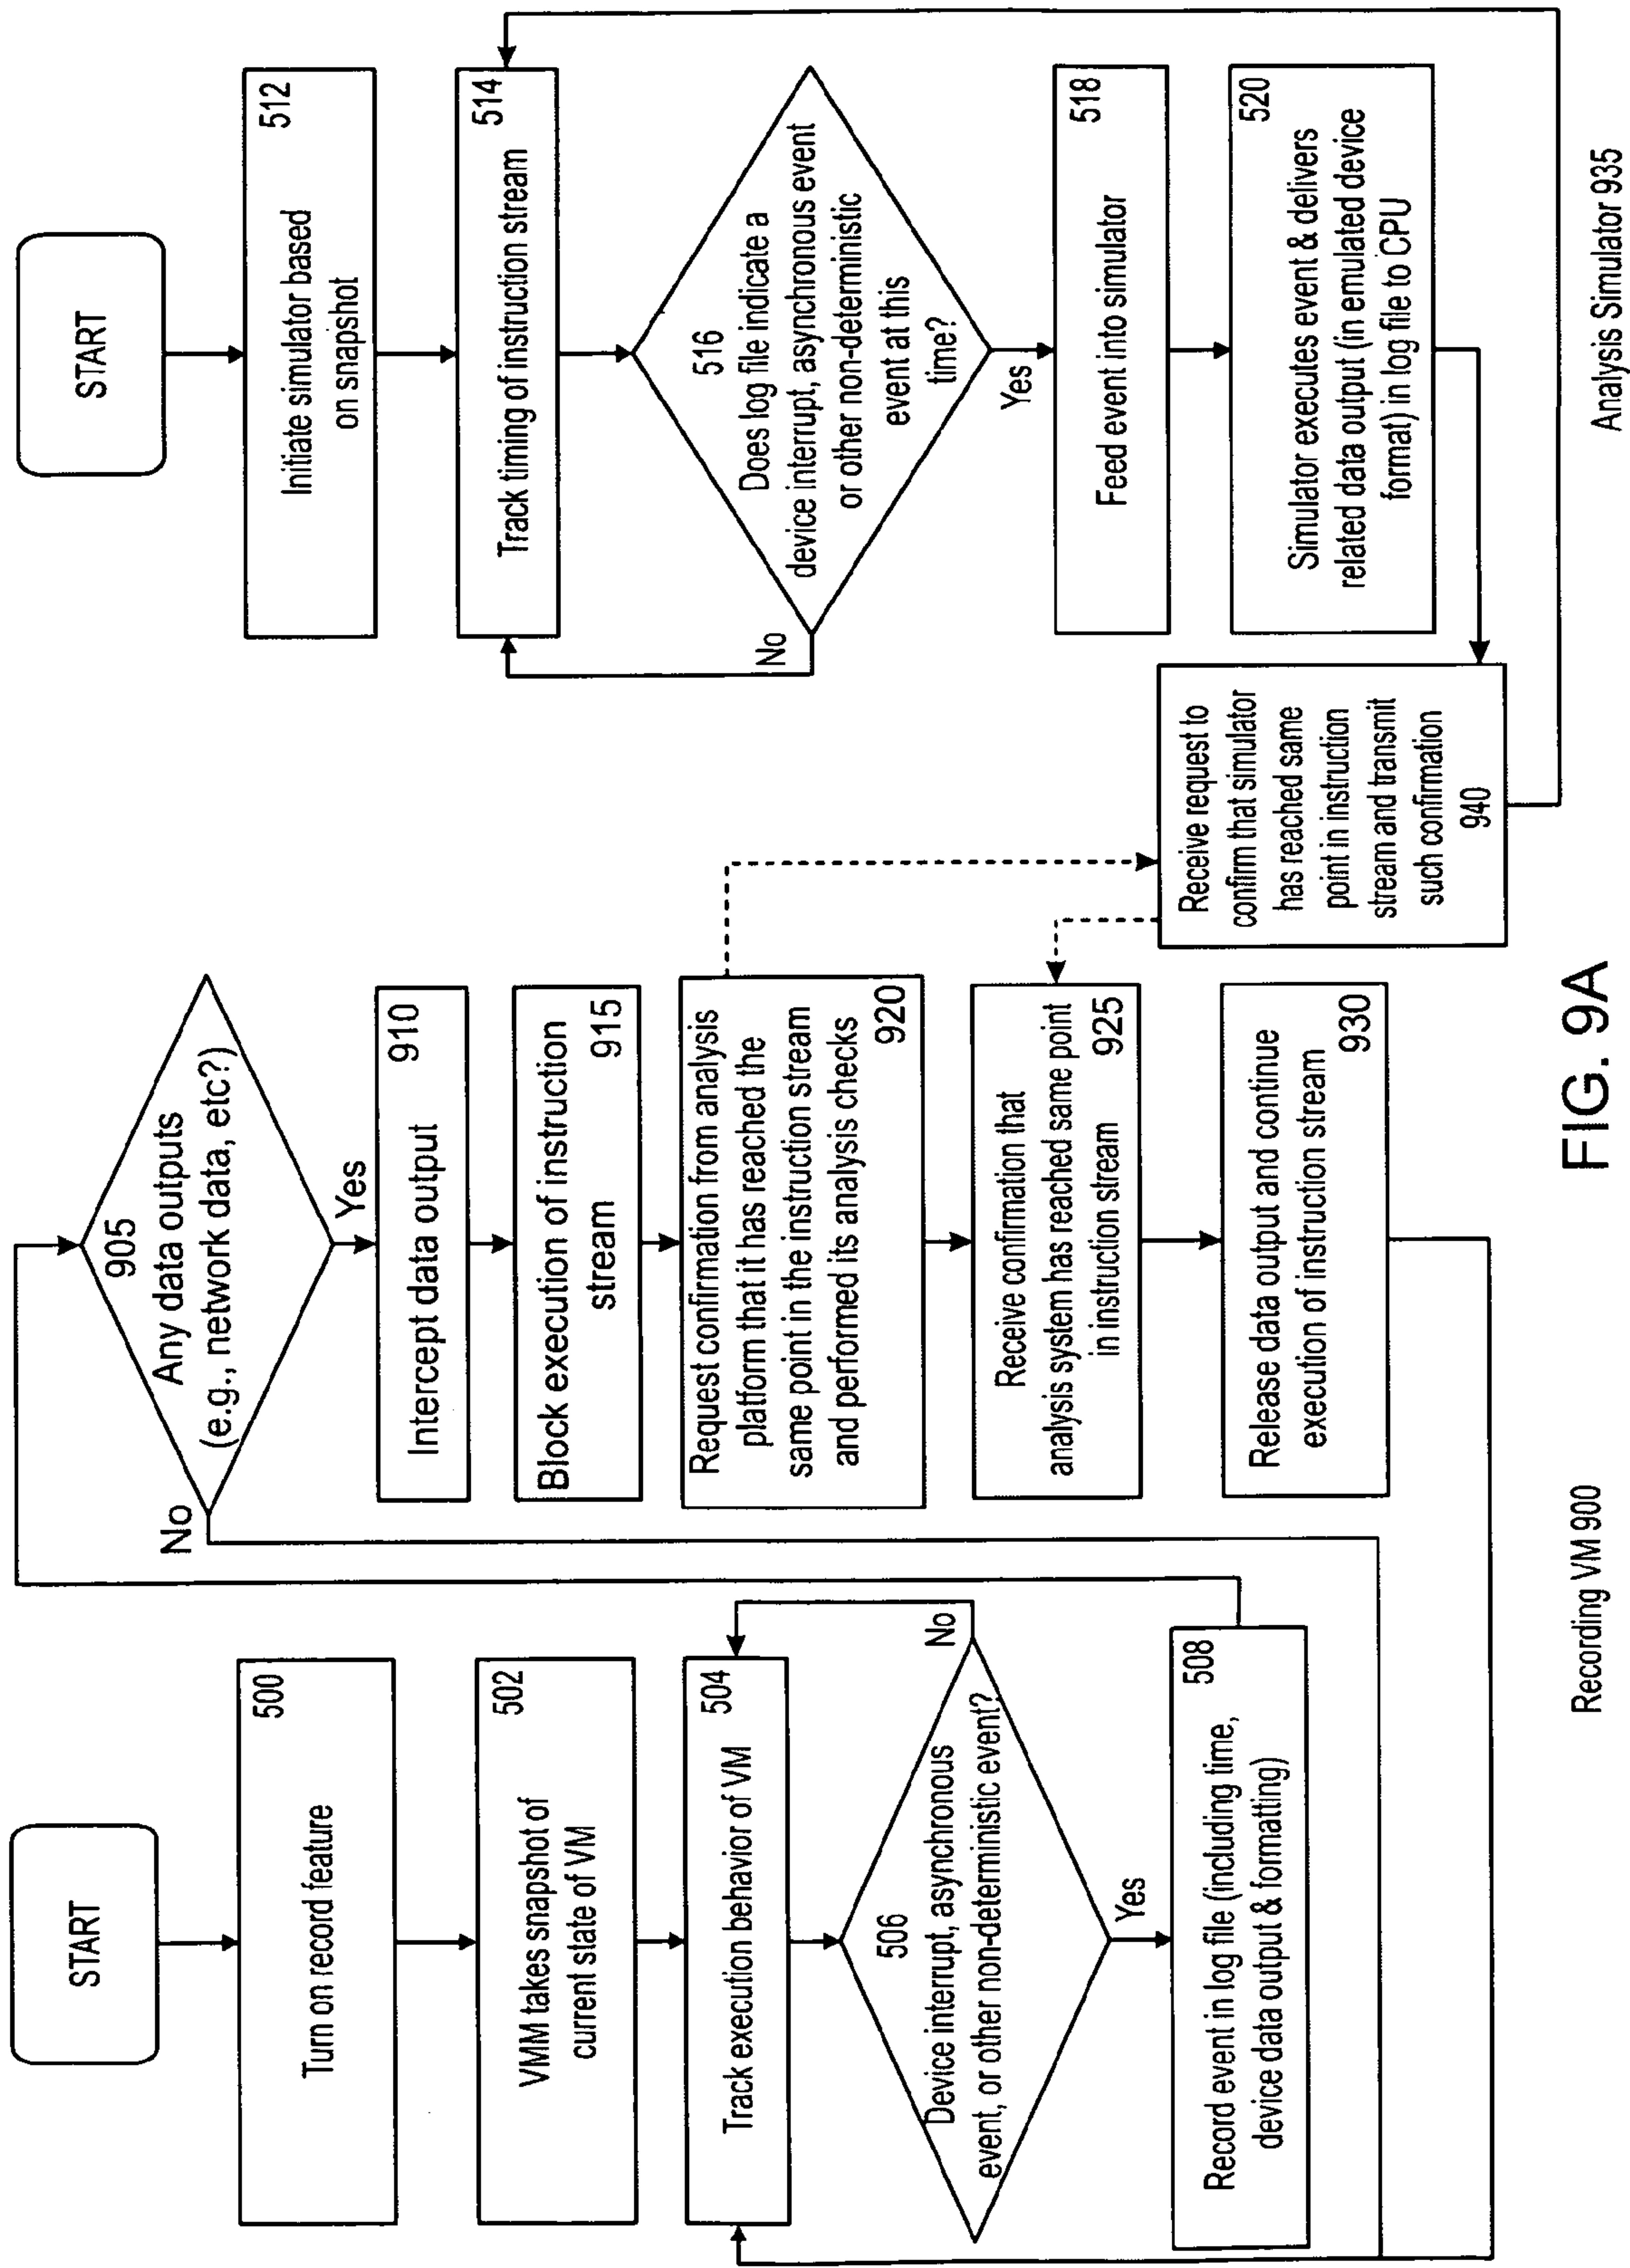 START
500
Turn on record feature
502
VMM takes snapshot of
current state of VM
504
Track execution behavior of VM
506
Device interrupt, asynchronous
event, or other non-deterministic event?
No
Yes
508
Record event in log file (including time,
device data output & formatting)
905
Any data outputs
(e.g., network data, etc?)
No
Yes
910
Intercept data output
Block execution of instruction
stream
915
Request confirmation from analysis
platform that it has reached the
same point in the instruction stream
and performed its analysis checks
920
Receive confirmation that
analysis system has reached same point
in instruction stream
925
Release data output and continue
execution of instruction stream
930
Recording VM 900
START
512
Initiate simulator based
on snapshot
514
Track timing of instruction stream
516
Does log file indicate a
device interrupt, asynchronous event
or other non-deterministic
event at this
time?
No
Yes
518
Feed event into simulator
520
Simulator executes event & delivers
related data output (in emulated device
format) in log file to CPU
Receive request to
confirm that simulator
has reached same
point in instruction
stream and transmit
such confirmation
940
Analysis Simulator 935
FIG. 9A